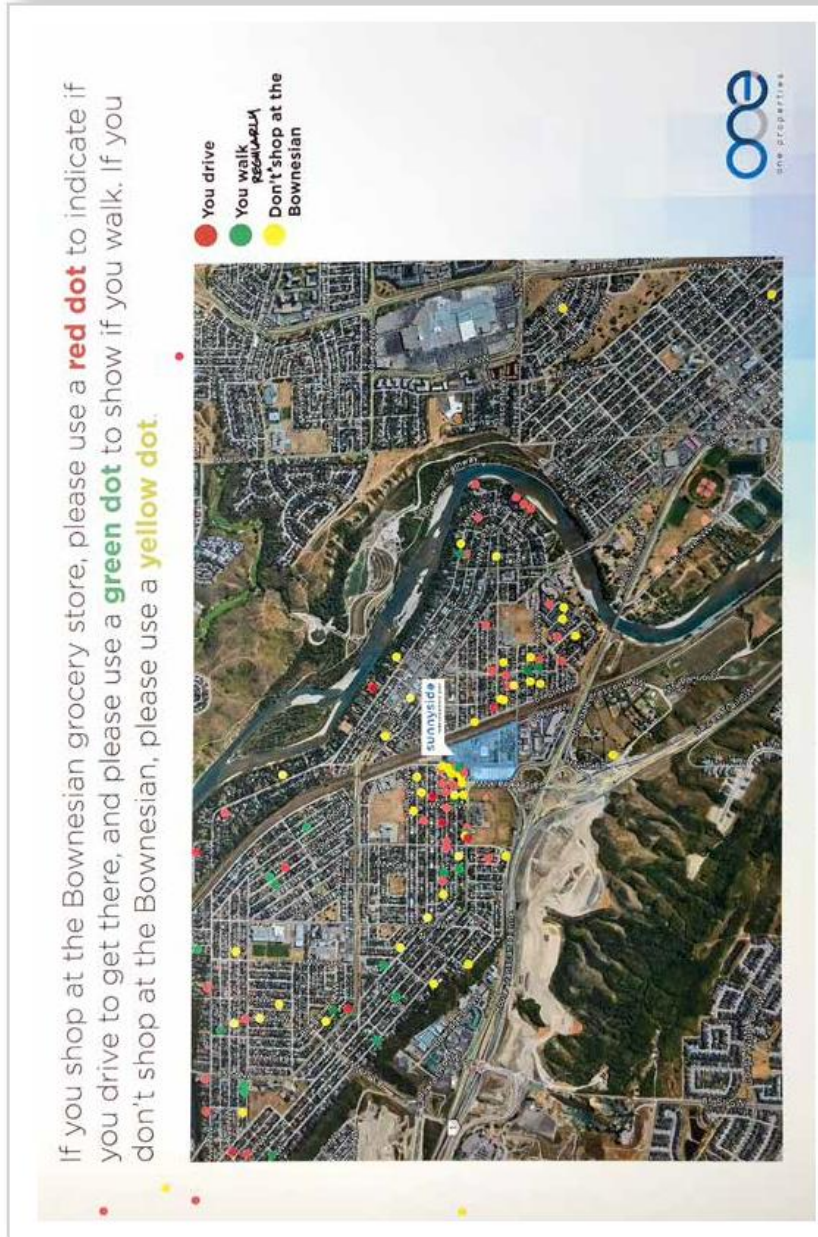 If you shop at the Bownesian grocery store, please use a red dot to indicate if
you drive to get there, and please use a green dot to show if you walk. If you
don't shop at the Bownesian, please use a yellow dot.
You drive
You walk
REGULARLY
Don't^shop at the
Bownesian
sunnyside
one properties